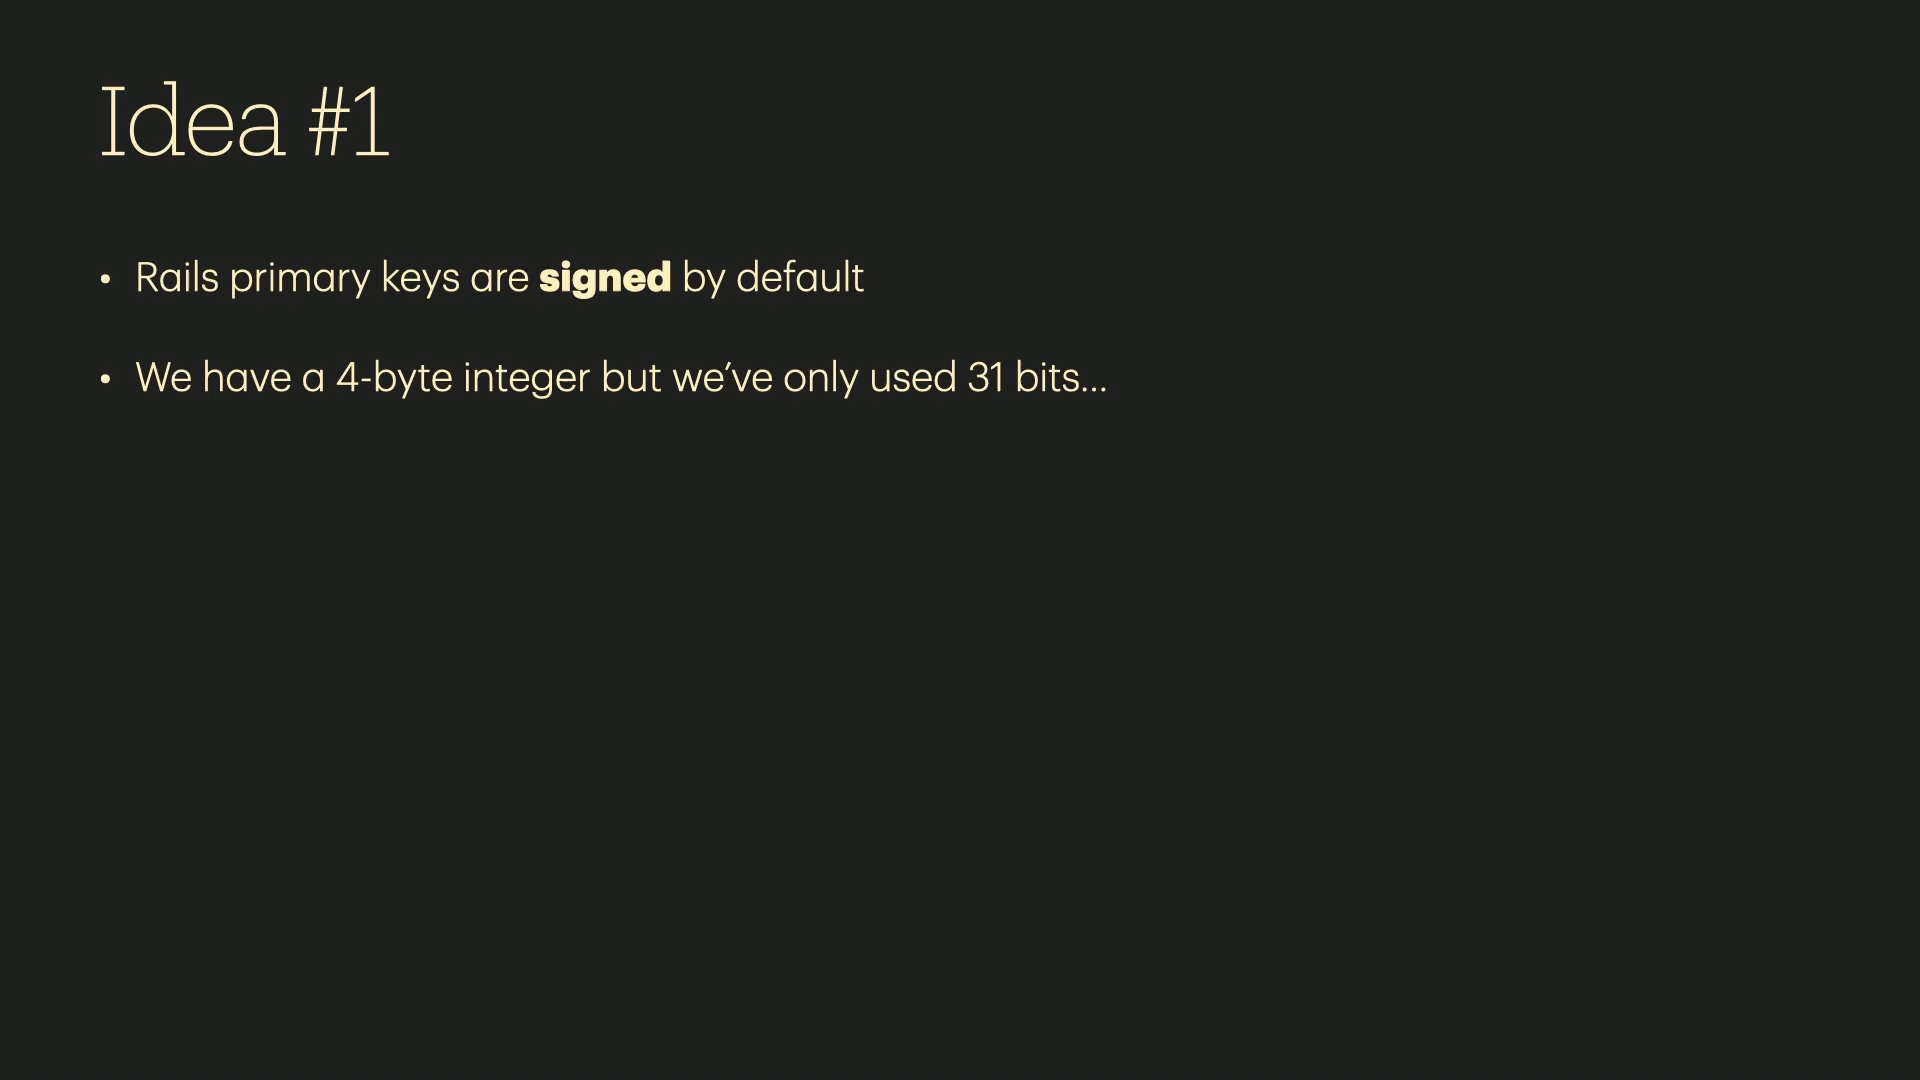 Idea #1
• Rails primary keys are signed by default
• We have a 4-byte integer but we’ve only used 31 bits…